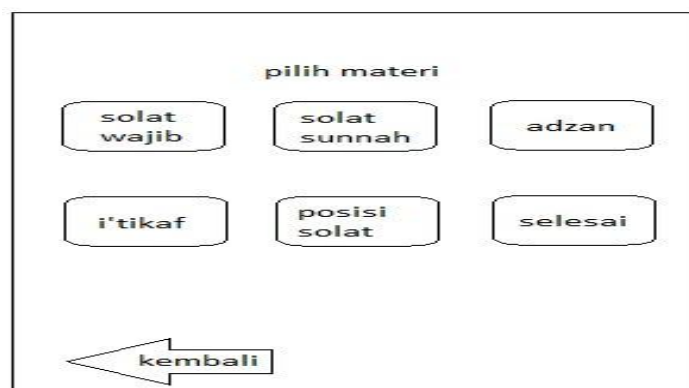 pilih materi
solat
wajib
solat
sunnah
adzan
i'tikaf
posisi
solat
selesai
kembali